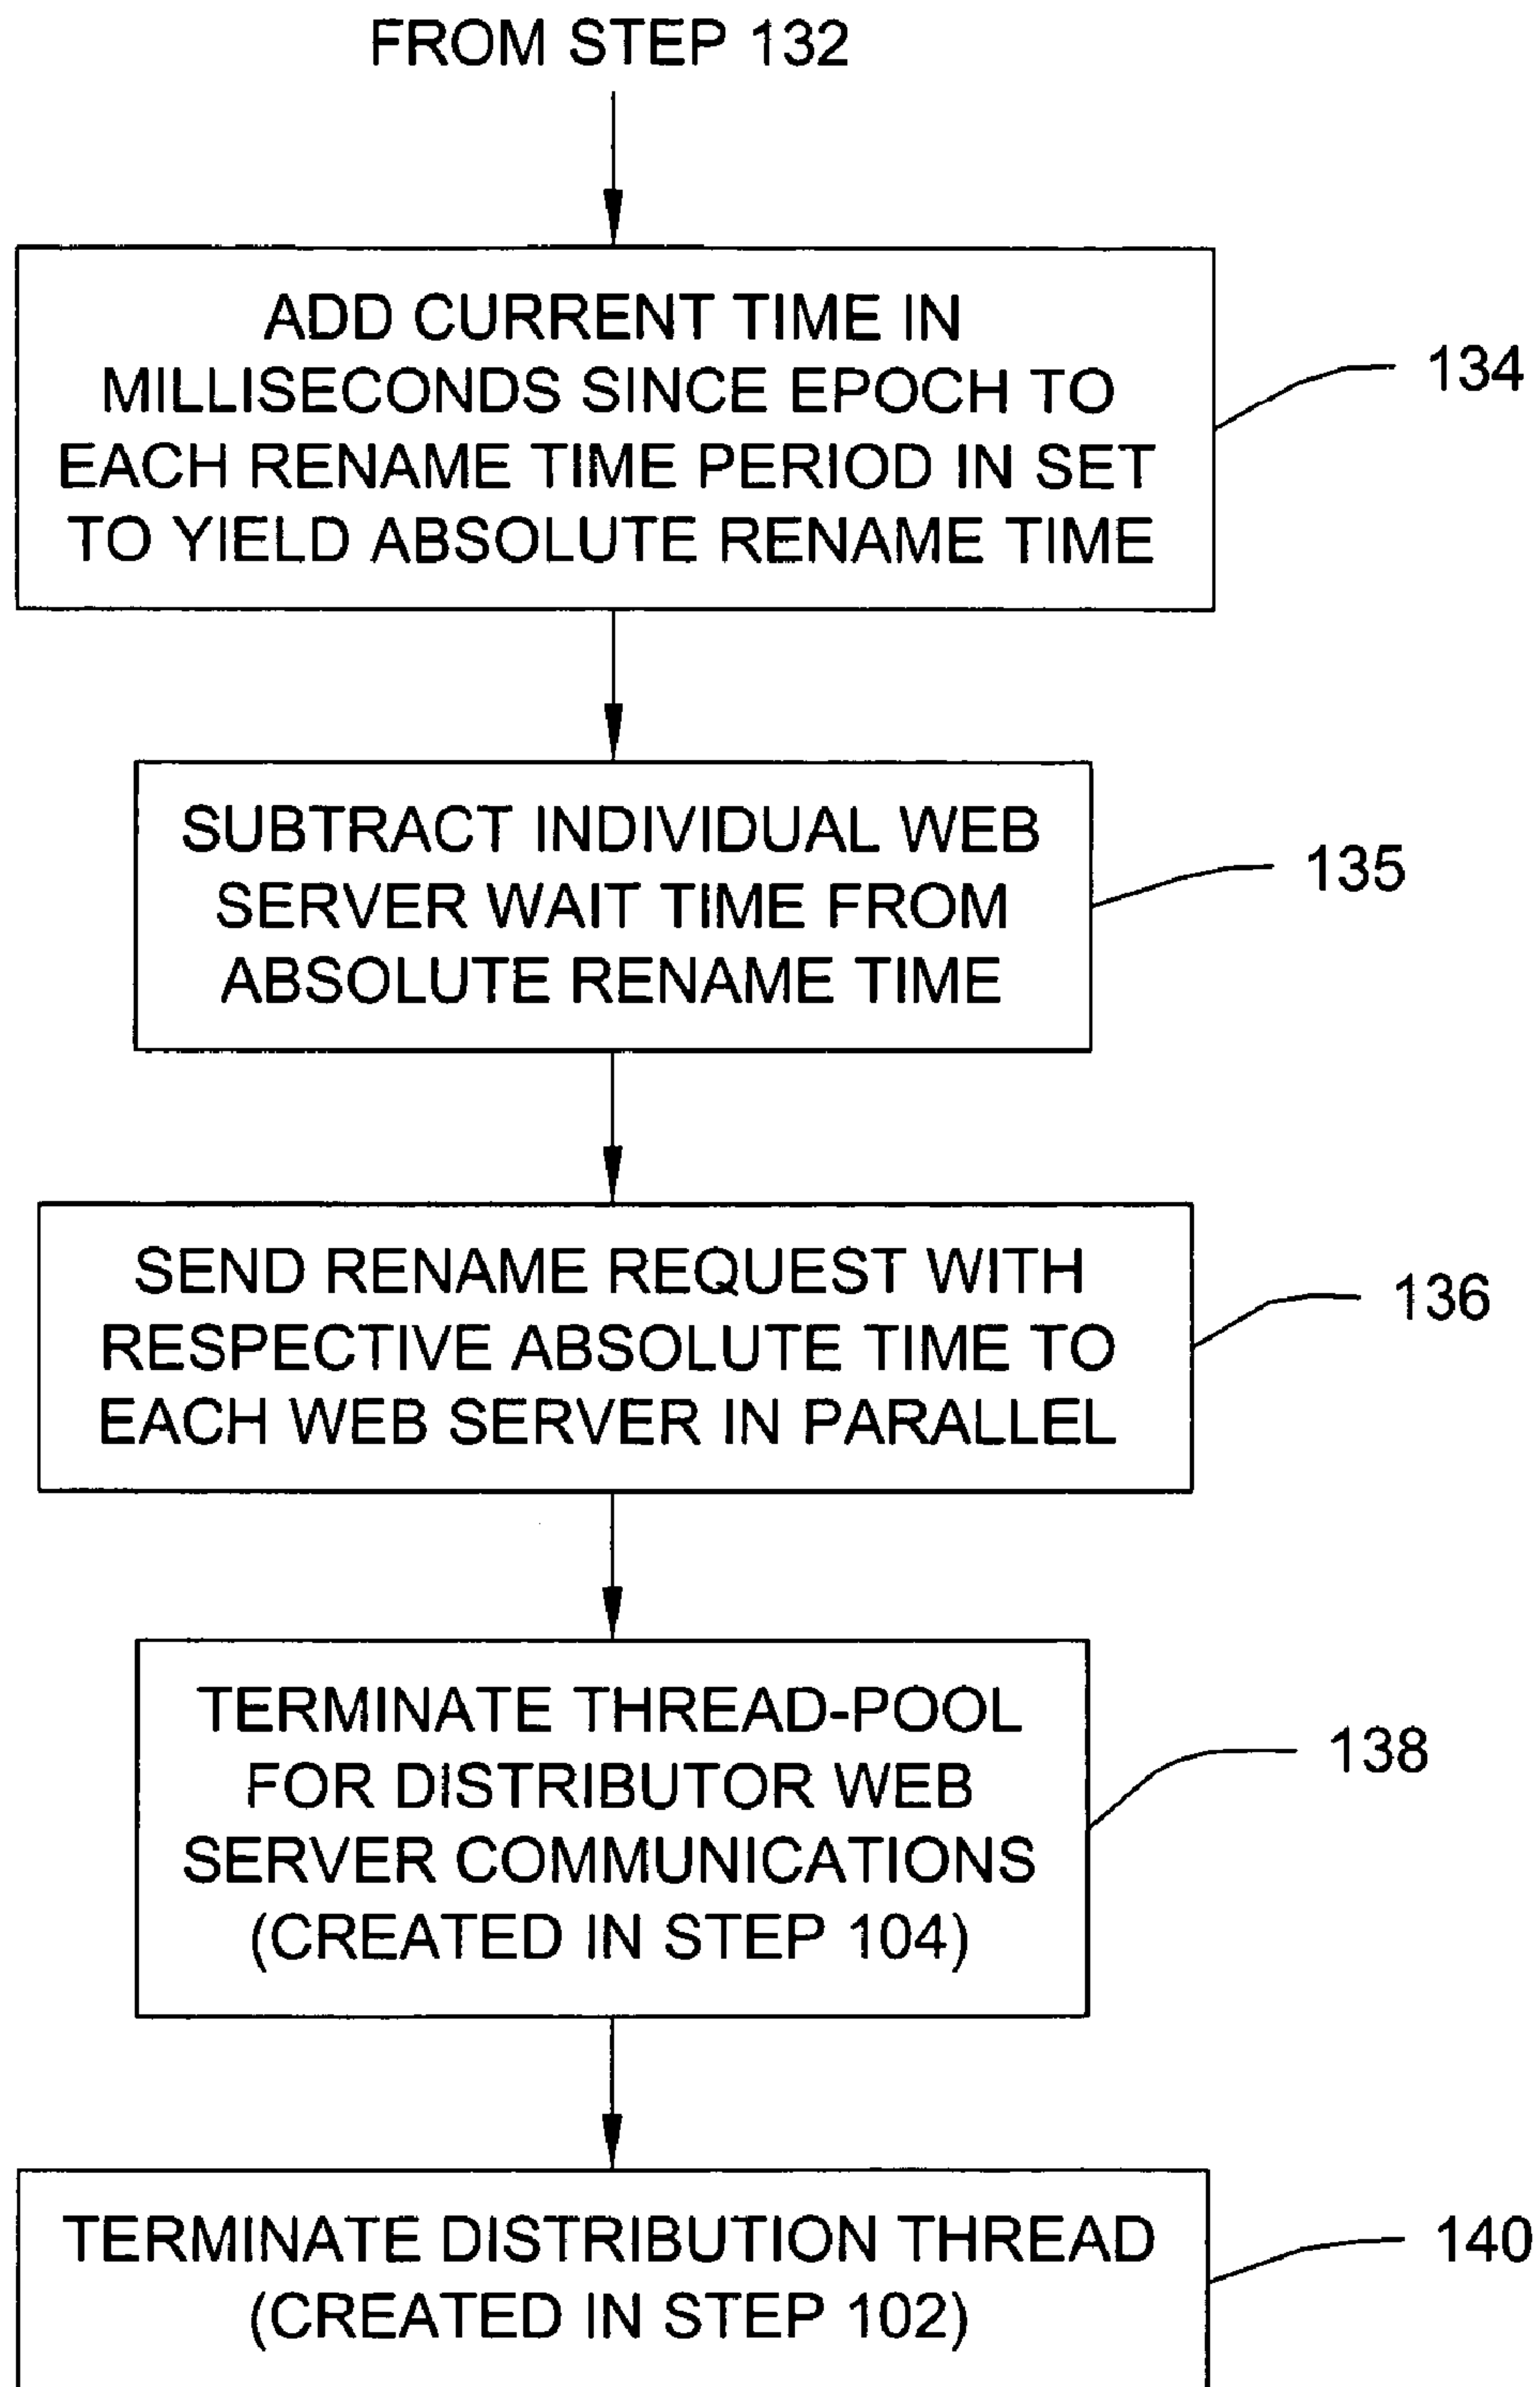 FROM STEP 132
ADD CURRENT TIME IN
MILLISECONDS SINCE EPOCH TO
EACH RENAME TIME PERIOD IN SET
TO YIELD ABSOLUTE RENAME TIME
134
SUBTRACT INDIVIDUAL WEB
SERVER WAIT TIME FROM
ABSOLUTE RENAME TIME
135
SEND RENAME REQUEST WITH
RESPECTIVE ABSOLUTE TIME TO
EACH WEB SERVER IN PARALLEL
136
TERMINATE THREAD-POOL
FOR DISTRIBUTOR WEB
SERVER COMMUNICATIONS
(CREATED IN STEP 104)
138
TERMINATE DISTRIBUTION THREAD
(CREATED IN STEP 102)
140